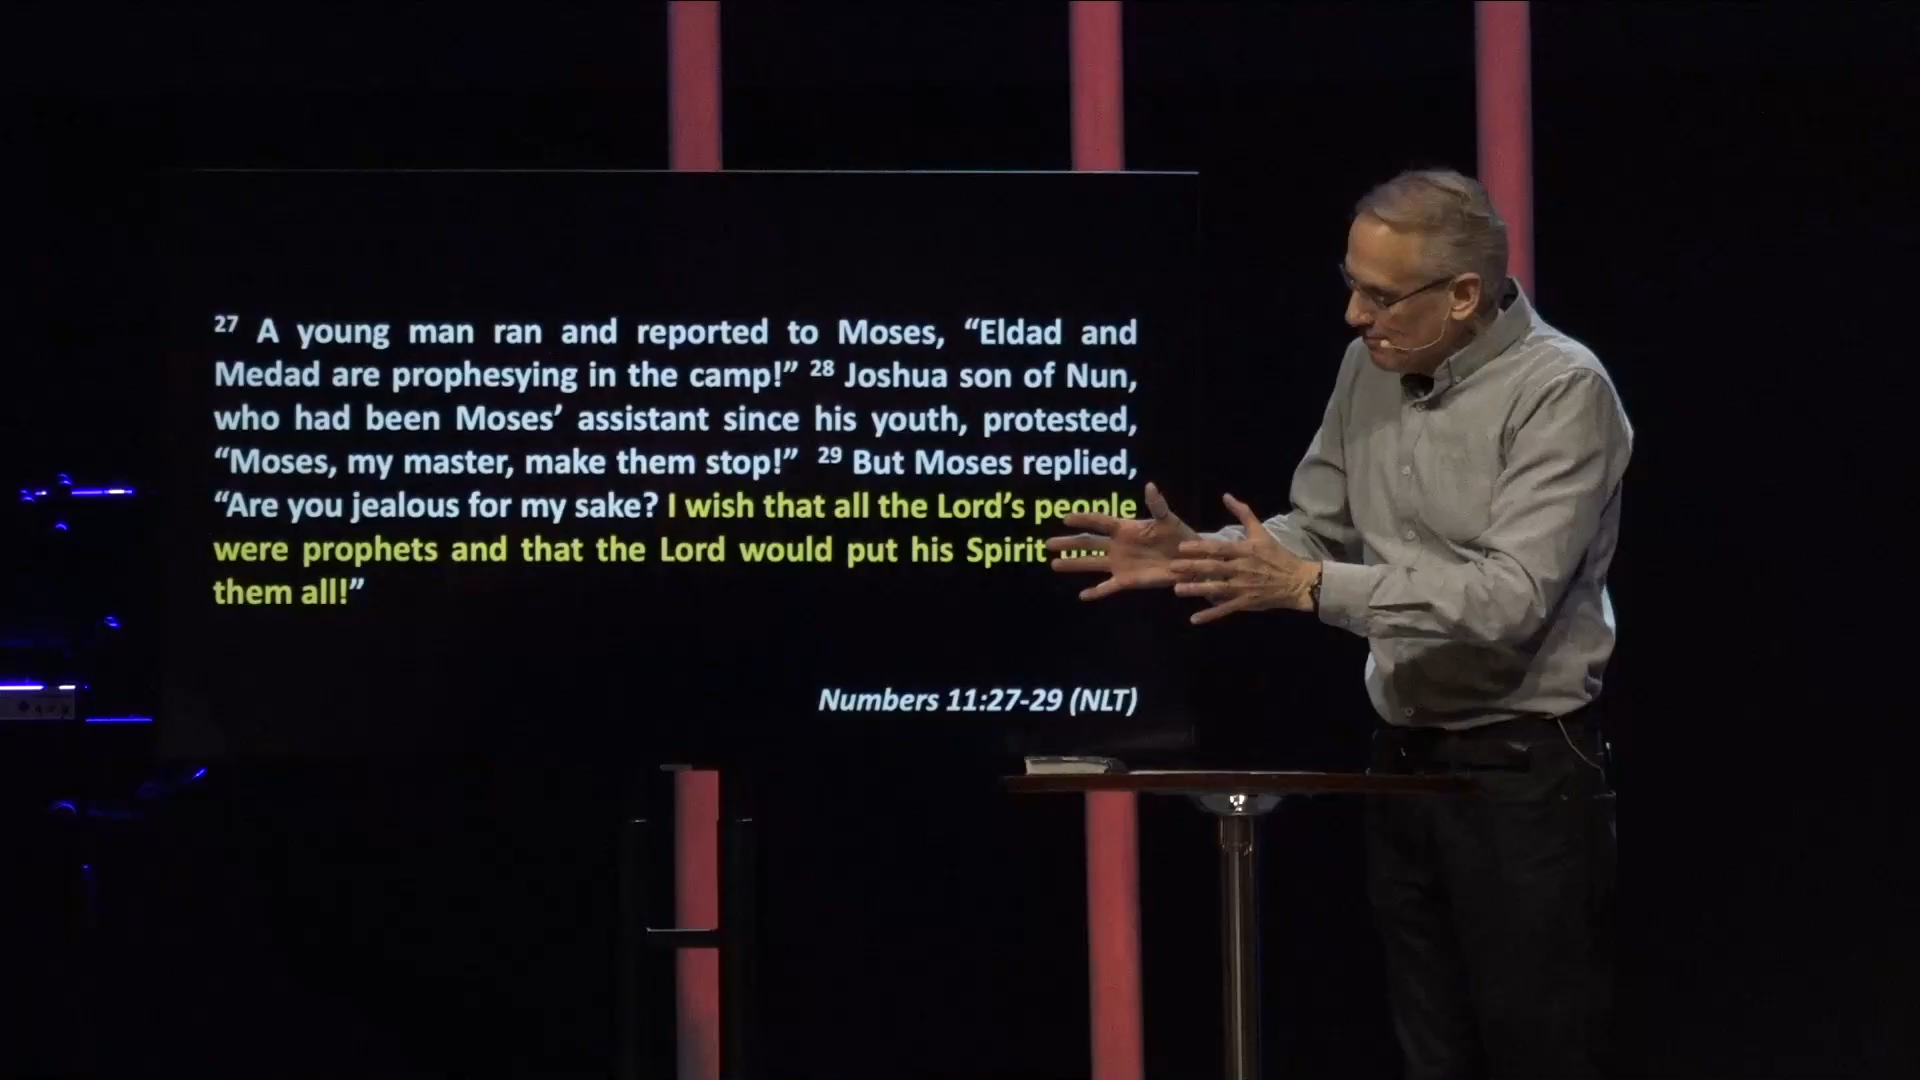 27 A young man ran and reported to Moses, “Eldad and
Medad are prophesying in the camp!” 28 Joshua son of Nun,
who had been Moses’ assistant since his youth, protested,
“Moses, my master, make them stop!” 29 But Moses replied,
“Are you jealous for my sake? I wish that all the Lord’s people
were prophets and that the Lord would put his Spirit
them all!”
Numbers 11:27-29 (NLT)